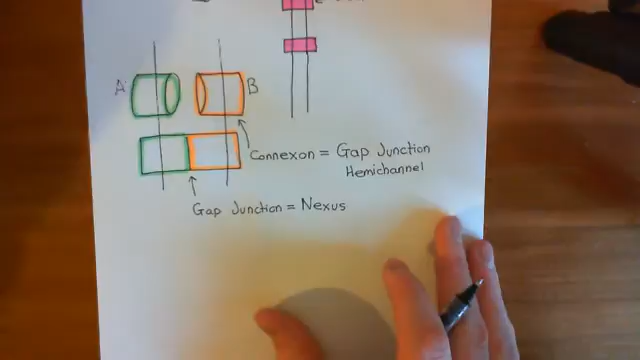 A
B
Connexon = Gap Junction
Hemichannel
Gap Junction = Nexus